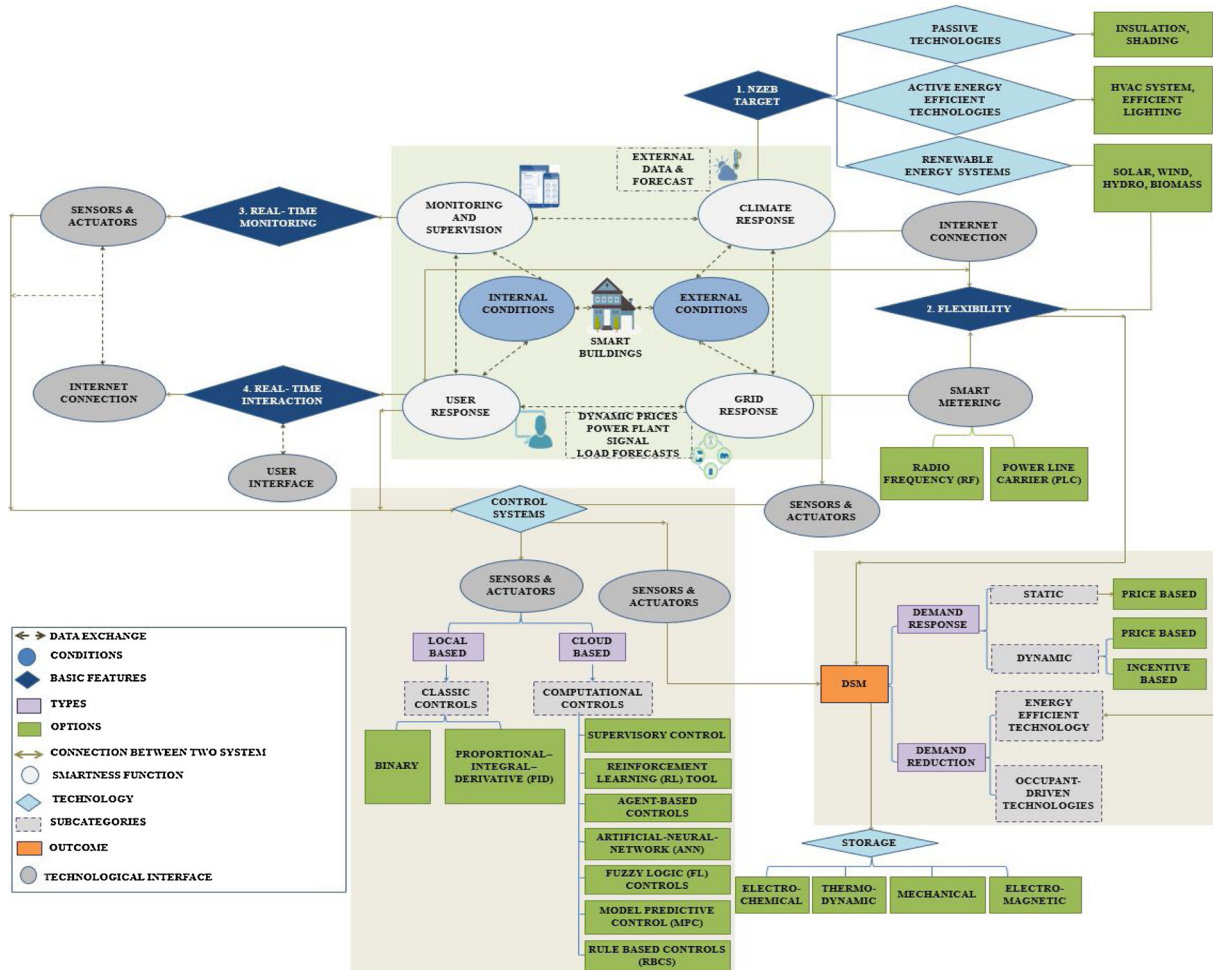 PASSIVE
TECHNOLOGIES
INSULATION,
SHADING
1. NZEB
TARGET
ACTIVE ENERGY
EFFICIENT
TECHNOLOGIES
HVAC SYSTEM,
EFFICIENT
LIGHTING
RENEWABLE
ENERGY SYSTEMS
SOLAR, WIND,
HYDRO, BIOMASS
EXTERNAL
DATA &
FORECAST
SENSORS &
ACTUATORS
3. REAL- TIME
MONITORING
MONITORING
AND
SUPERVISION
CLIMATE
RESPONSE
INTERNET
CONNECTION
INTERNAL
CONDITIONS
EXTERNAL
CONDITIONS
2. FLEXIBILITY
SMART
BUILDINGS
INTERNET
CONNECTION
4. REAL- TIME
INTERACTION
USER
RESPONSE
GRID
RESPONSE
SMART
METERING
DYNAMIC PRICES
POWER PLANT
SIGNAL
LOAD FORECASTS
USER
INTERFACE
RADIO
FREQUENCY (RF)
POWER LINE
CARRIER (PLC)
CONTROL
SYSTEMS
SENSORS &
ACTUATORS
SENSORS &
ACTUATORS
SENSORS &
ACTUATORS
LOCAL
BASED
CLOUD
BASED
CLASSIC
CONTROLS
COMPUTATIONAL
CONTROLS
BINARY
PROPORTIONAL–
INTEGRAL–
DERIVATIVE (PID)
SUPERVISORY CONTROL
REINFORCEMENT
LEARNING (RL) TOOL
AGENT-BASED
CONTROLS
ARTIFICIAL-NEURAL-
NETWORK (ANN)
FUZZY LOGIC (FL)
CONTROLS
MODEL PREDICTIVE
CONTROL (MPC)
RULE BASED CONTROLS
(RBCS)
DSM
DEMAND
RESPONSE
STATIC
PRICE BASED
DYNAMIC
PRICE BASED
INCENTIVE
BASED
DEMAND
REDUCTION
ENERGY
EFFICIENT
TECHNOLOGY
OCCUPANT-
DRIVEN
TECHNOLOGIES
STORAGE
ELECTRO-
CHEMICAL
THERMO-
DYNAMIC
MECHANICAL
ELECTRO-
MAGNETIC
DATA EXCHANGE
CONDITIONS
BASIC FEATURES
TYPES
OPTIONS
CONNECTION BETWEEN TWO SYSTEM
SMARTNESS FUNCTION
TECHNOLOGY
SUBCATEGORIES
OUTCOME
TECHNOLOGICAL INTERFACE